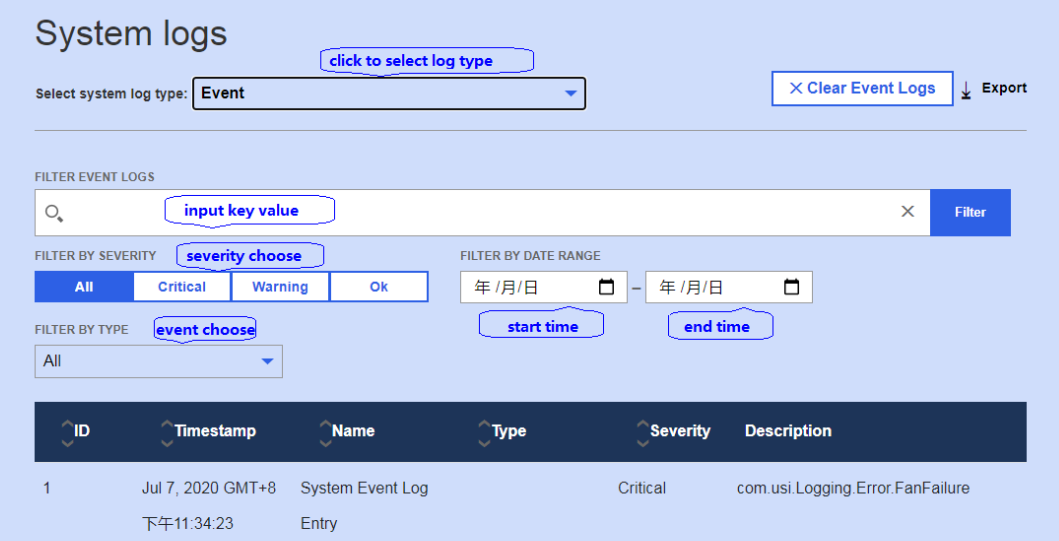 System logs
click to select log type
Select system log type: Event
Clear Event Logs
Export
FILTER EVENT LOGS
input key value
Filter
FILTER BY SEVERITY
severity choose
FILTER BY DATE RANGE
All Critical Warning Ok
年 /月/日 – 年 /月/日
start time
end time
FILTER BY TYPE
event choose
All
ID Timestamp Name Type Severity Description
1 Jul 7, 2020 GMT+8 System Event Log Critical com.usi.Logging.Error.FanFailure
下午11:34:23 Entry